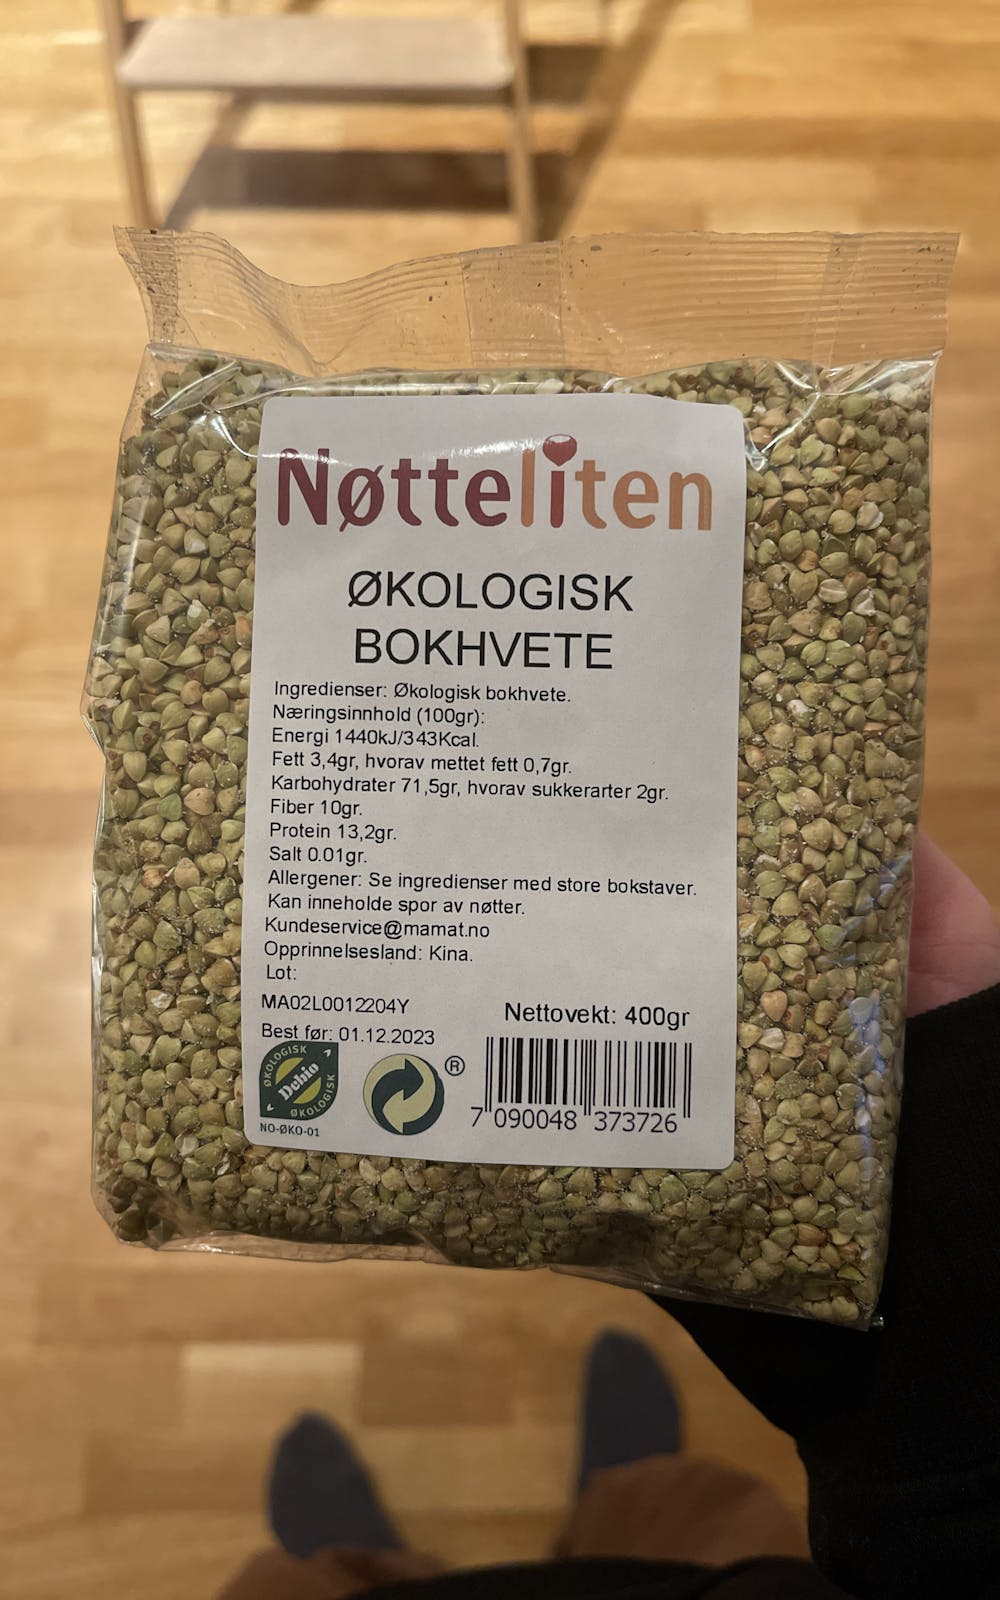 Nøtteliten
ØKOLOGISK
BOKHVETE
Ingredienser: Økologisk bokhvete.
Næringsinnhold (100gr):
Energi 1440kJ/343Kcal.
Fett 3,4gr, hvorav mettet fett 0,7gr.
Karbohydrater 71,5gr, hvorav sukkerarter 2gr.
Fiber 10gr.
Protein 13,2gr.
Salt 0.01gr.
Allergener: Se ingredienser med store bokstaver.
Kan inneholde spor av nøtter.
Kundeservice@mamat.no
Opprinnelsesland: Kina.
Lot:
MA02L0012204Y
Nettovekt: 400gr
Best før: 01.12.2023
ØKOLOGISK
Debio
ØKOLOGISK
NO-ØKO-01
®
7 090048 373726